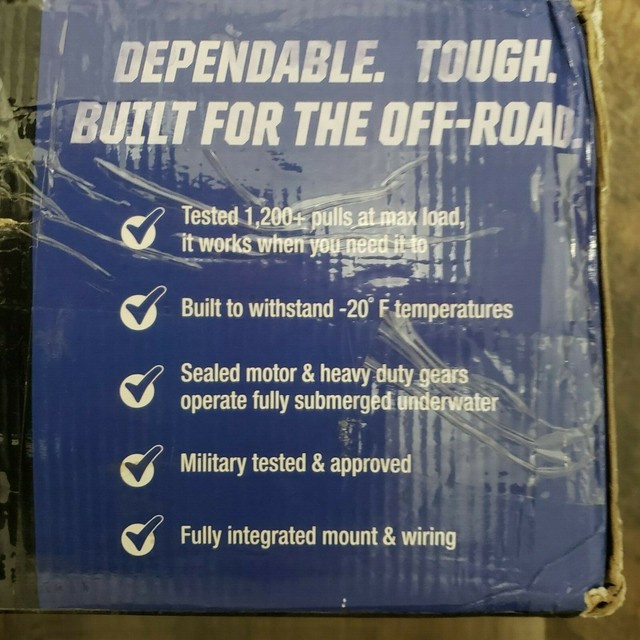 DEPENDABLE. TOUGH.
BUILT FOR THE OFF-ROAD.
Tested 1,200+ pulls at max load,
it works when you need it to
Built to withstand -20° F temperatures
Sealed motor & heavy duty gears
operate fully submerged underwater
Military tested & approved
Fully integrated mount & wiring